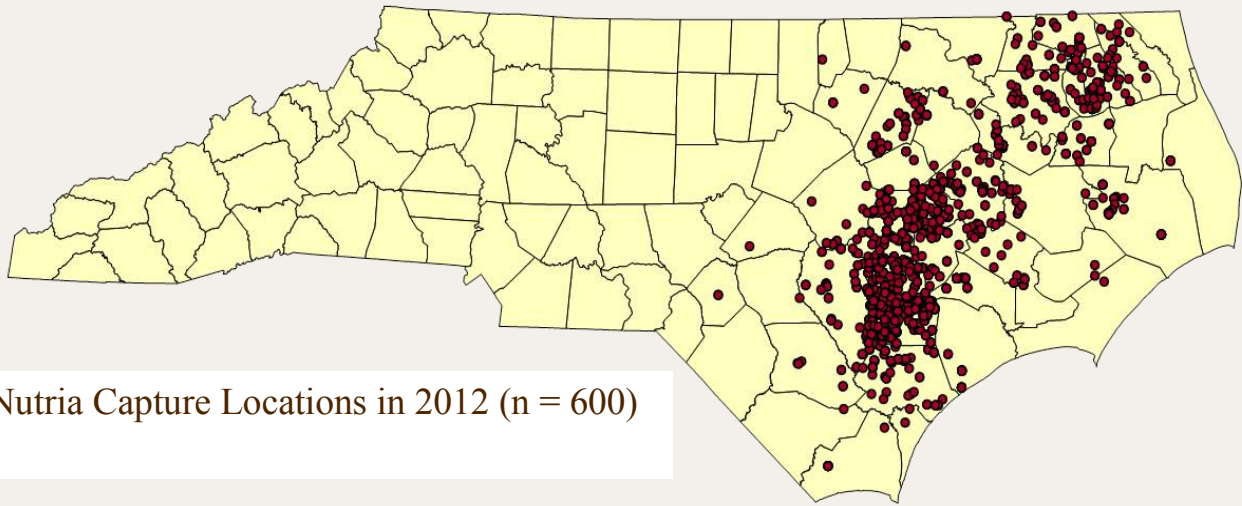 Nutria Capture Locations in 2012 (n = 600)